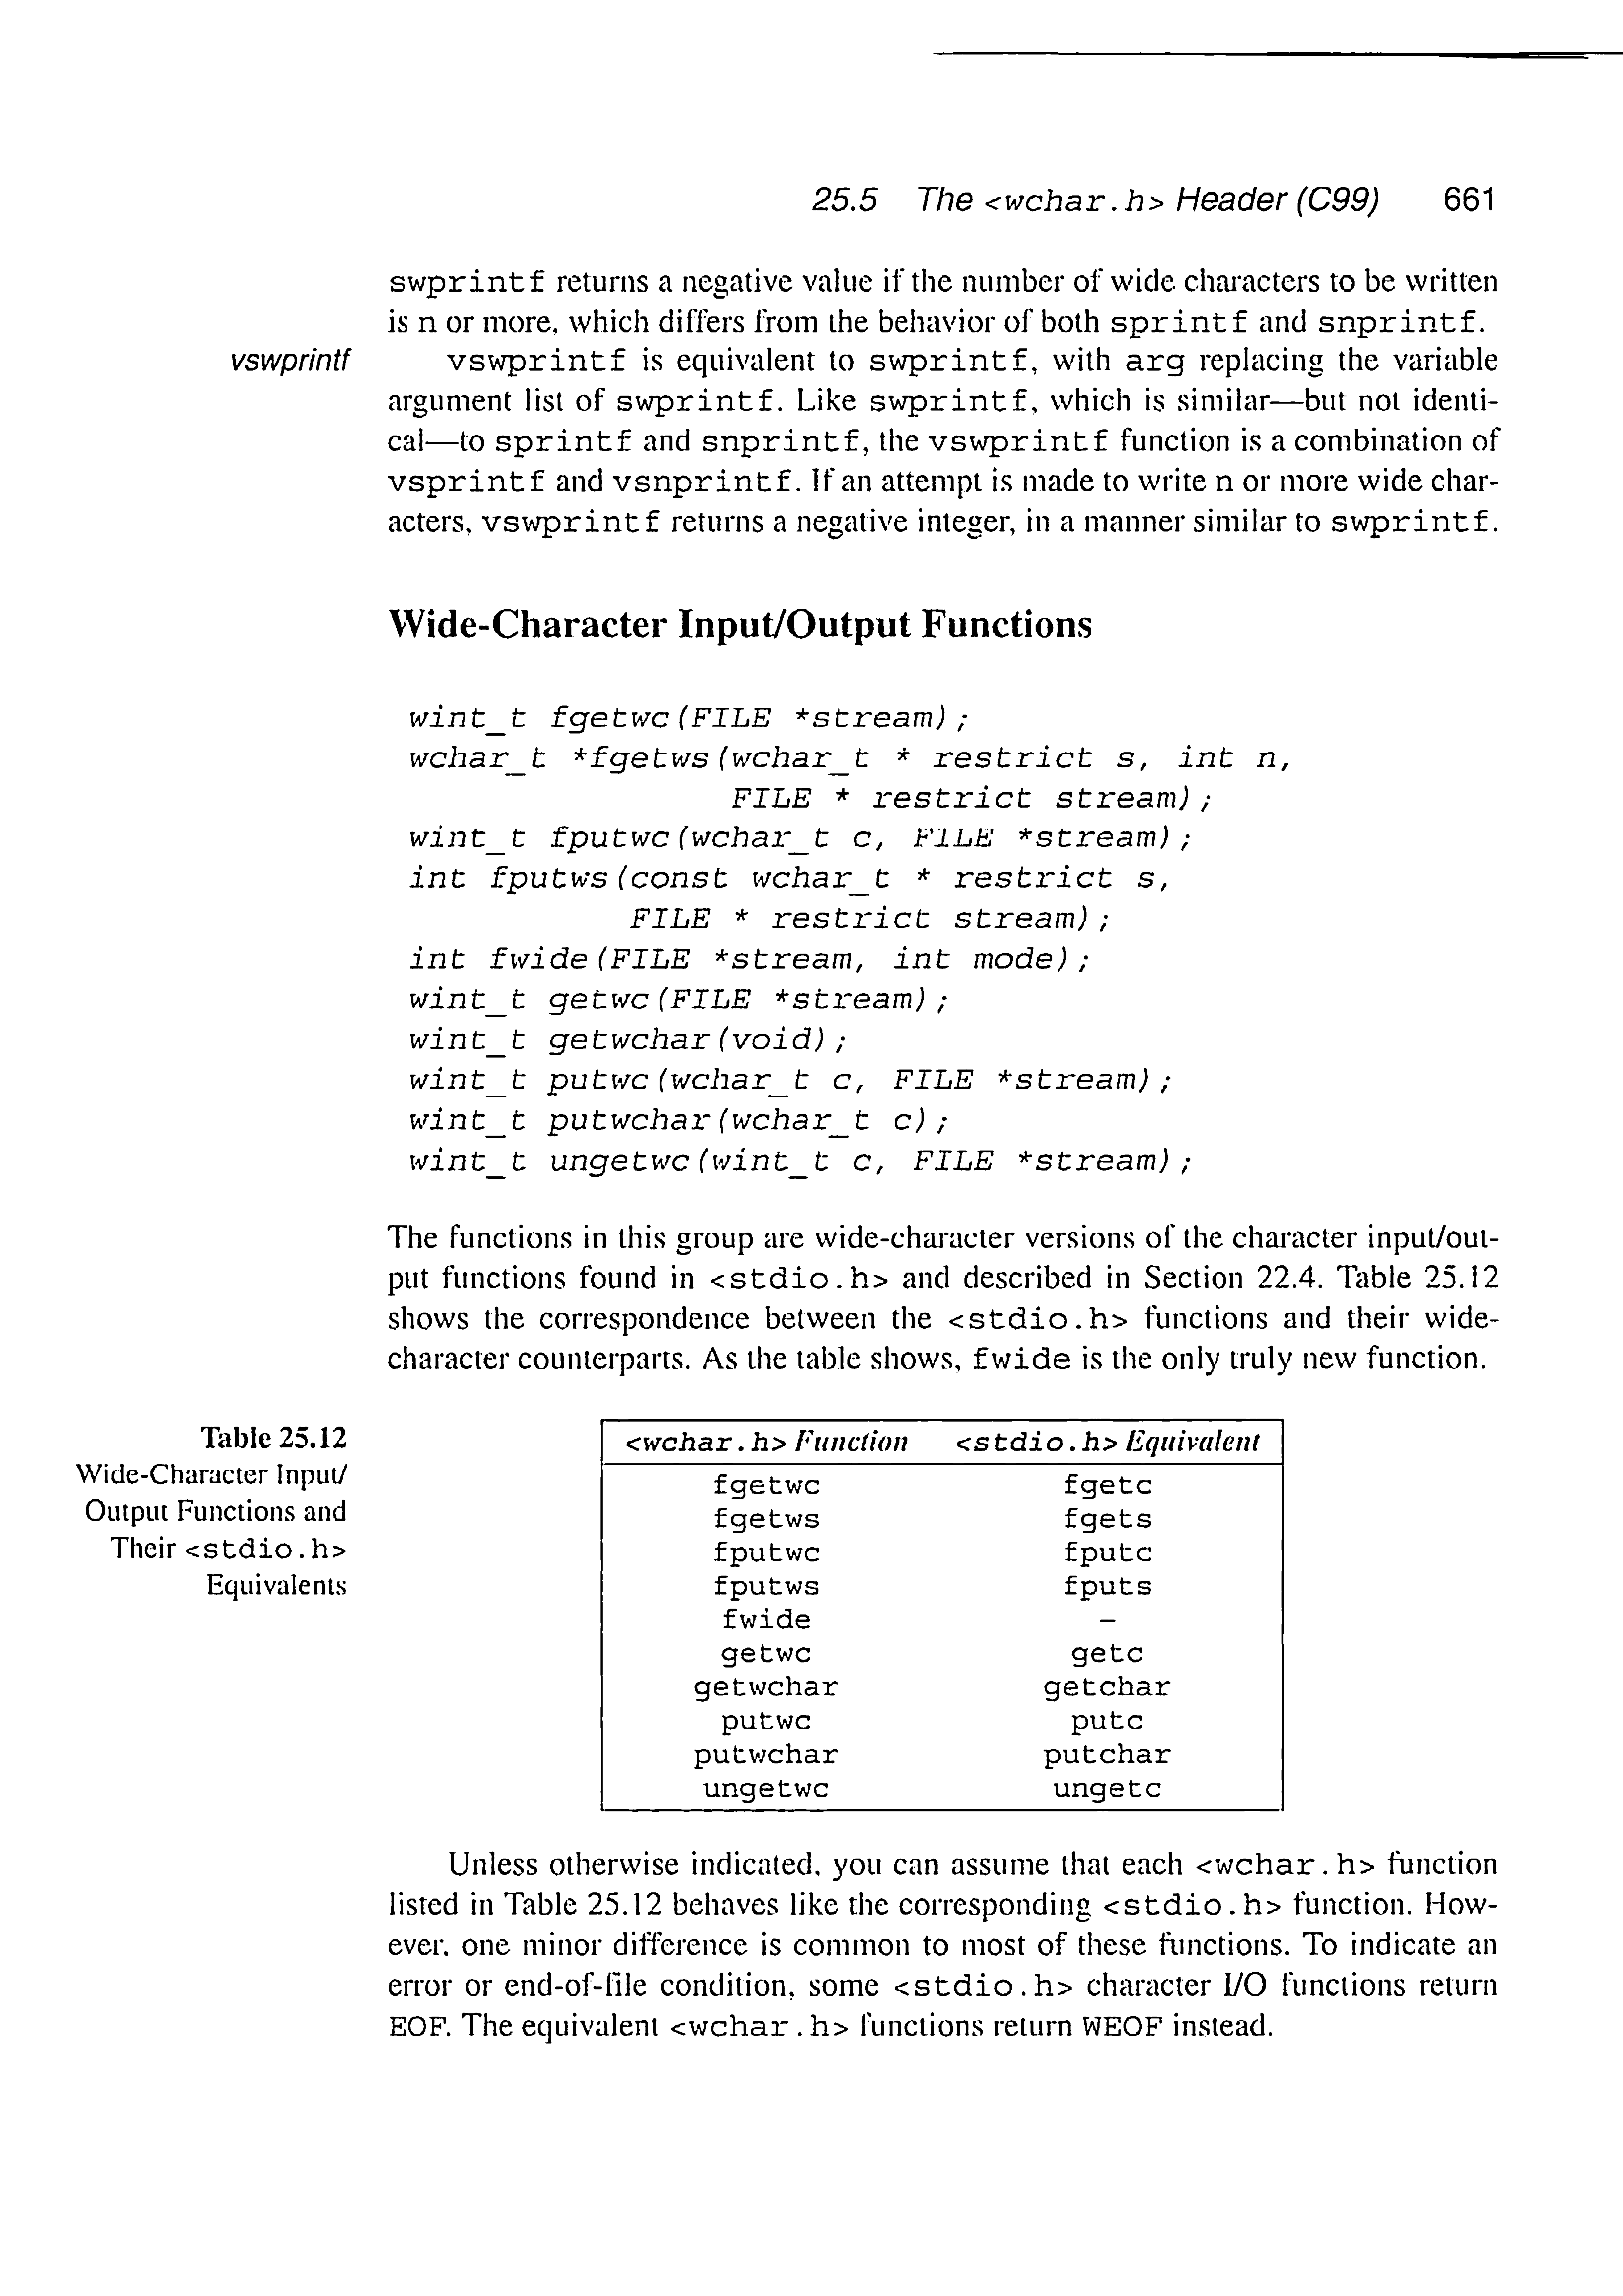 25.5 The <wchar.h> Header (C99) 661
swprintf returns a negative value if the number of wide characters to be written
is n or more, which differs from the behavior of both sprintf and snprintf.
vswprintf
vswprintf is equivalent to swprintf, with arg replacing the variable
argument list of swprintf. Like swprintf, which is similar—but not identi-
cal—to sprintf and snprintf, the vswprintf function is a combination of
vsprintf and vsnprintf. If an attempt is made to write n or more wide char-
acters, vswprintf returns a negative integer, in a manner similar to swprintf.
Wide-Character Input/Output Functions
wint_t fgetwc(FILE *stream);
wchar_t *fgetws(wchar_t * restrict s, int n,
FILE * restrict stream);
wint_t fputwc(wchar_t c, FILE *stream);
int fputws(const wchar_t * restrict s,
FILE * restrict stream);
int fwide(FILE *stream, int mode);
wint_t getwc(FILE *stream);
wint_t getwchar(void);
wint_t putwc(wchar_t c, FILE *stream);
wint_t putwchar(wchar_t c);
wint_t ungetwc(wint_t c, FILE *stream);
The functions in this group are wide-character versions of the character input/out-
put functions found in <stdio.h> and described in Section 22.4. Table 25.12
shows the correspondence between the <stdio.h> functions and their wide-
character counterparts. As the table shows, fwide is the only truly new function.
Table 25.12
Wide-Character Input/
Output Functions and
Their <stdio.h>
Equivalents
<wchar.h> Function <stdio.h> Equivalent
fgetwc fgetc
fgetws fgets
fputwc fputc
fputws fputs
fwide –
getwc getc
getwchar getchar
putwc putc
putwchar putchar
ungetwc ungetc
Unless otherwise indicated, you can assume that each <wchar.h> function
listed in Table 25.12 behaves like the corresponding <stdio.h> function. How-
ever, one minor difference is common to most of these functions. To indicate an
error or end-of-file condition, some <stdio.h> character I/O functions return
EOF. The equivalent <wchar.h> functions return WEOF instead.